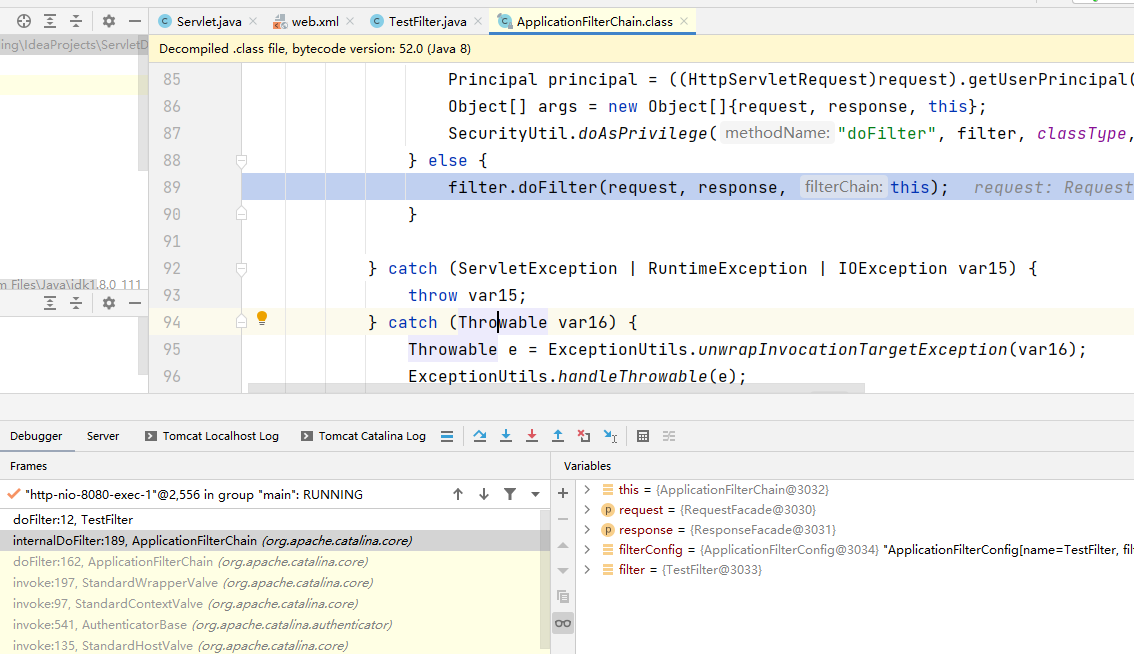 Servlet.java
web.xml
TestFilter.java
ApplicationFilterChain.class
ing\IdeaProjects\ServletD
Decompiled .class file, bytecode version: 52.0 (Java 8)
85 Principal principal = ((HttpServletRequest)request).getUserPrincipal(
86 Object[] args = new Object[]{request, response, this};
87 SecurityUtil.doAsPrivilege( methodName: "doFilter", filter, classType,
88 } else {
89 filter.doFilter(request, response, filterChain: this); request: Request
90 }
91
92 } catch (ServletException | RuntimeException | IOException var15) {
m Files\Java\jdk1.8.0_111
93 throw var15;
94 } catch (Throwable var16) {
95 Throwable e = ExceptionUtils.unwrapInvocationTargetException(var16);
96 ExceptionUtils.handleThrowable(e);
Debugger Server Tomcat Localhost Log Tomcat Catalina Log
Frames
"http-nio-8080-exec-1"@2,556 in group "main": RUNNING
doFilter:12, TestFilter
internalDoFilter:189, ApplicationFilterChain (org.apache.catalina.core)
doFilter:162, ApplicationFilterChain (org.apache.catalina.core)
invoke:197, StandardWrapperValve (org.apache.catalina.core)
invoke:97, StandardContextValve (org.apache.catalina.core)
invoke:541, AuthenticatorBase (org.apache.catalina.authenticator)
invoke:135, StandardHostValve (org.apache.catalina.core)
Variables
this = {ApplicationFilterChain@3032}
request = {RequestFacade@3030}
response = {ResponseFacade@3031}
filterConfig = {ApplicationFilterConfig@3034} "ApplicationFilterConfig[name=TestFilter, fil
filter = {TestFilter@3033}